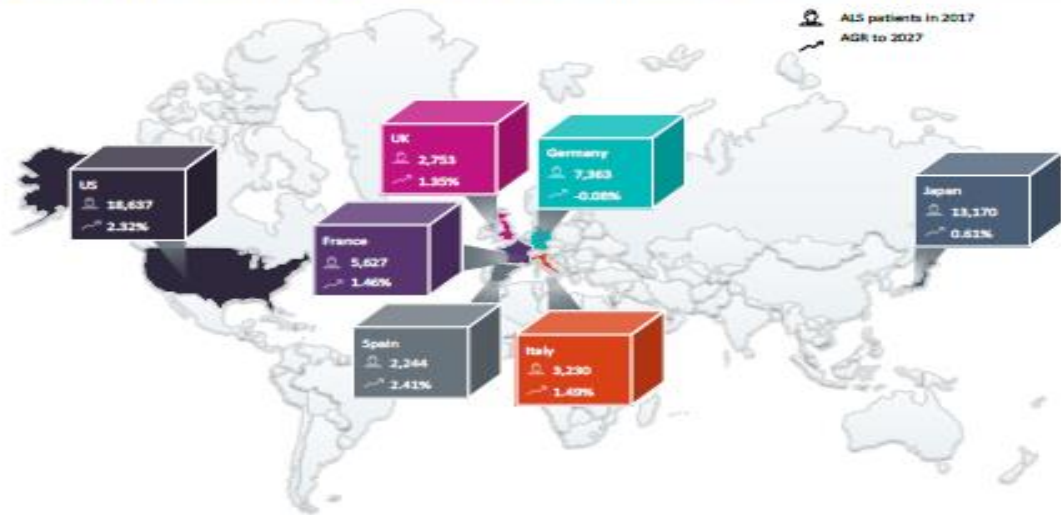 ALS patients in 2017
AGR to 2027
UK
2,753
1.35%
Germany
7,363
-0.08%
US
18,637
2.32%
Japan
13,170
0.61%
France
5,627
1.46%
Spain
2,244
2.41%
Italy
3,230
1.49%